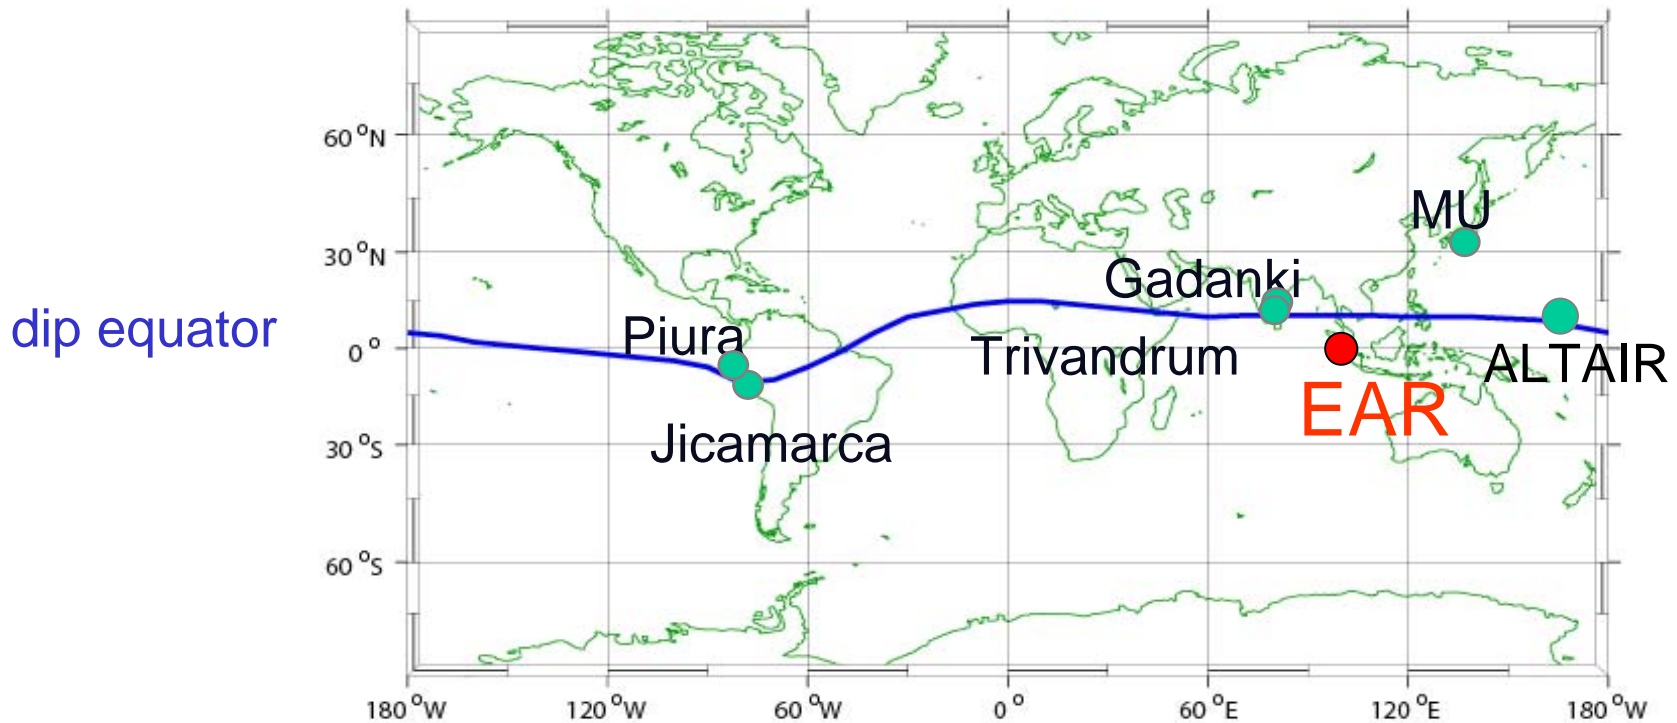 60 °N
MU
30 °N
Gadanki
dip equator
Piura
0 °
Trivandrum
ALTAIR
EAR
Jicamarca
30 °S
60 °S
180 °W
120 °W
60 °W
0 °
60 °E
120 °E
180 °W